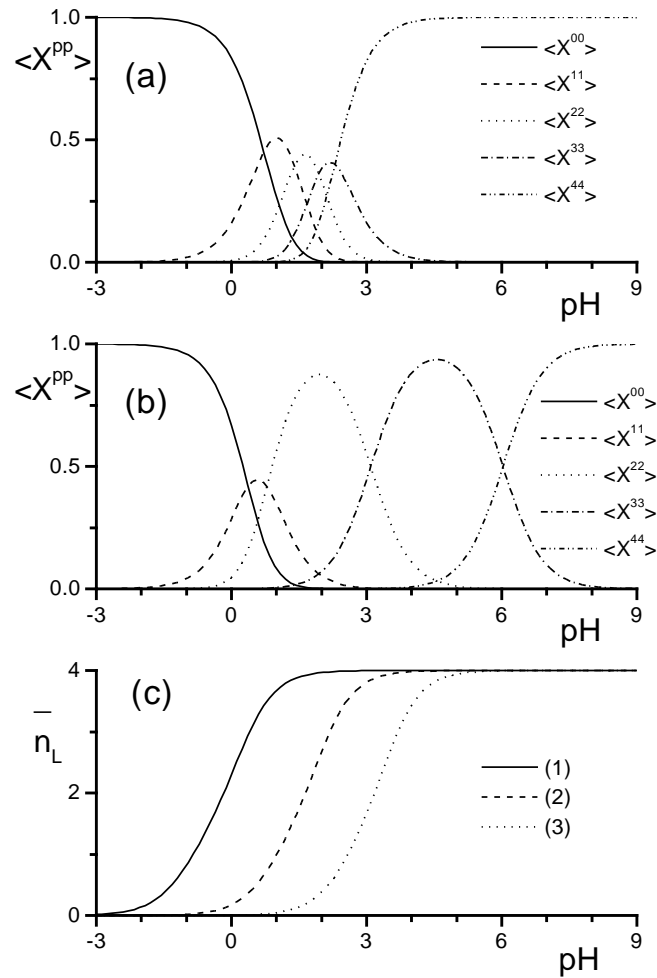 1.0
<X^pp>
(a)
0.5
0.0
<X^00>
<X^11>
<X^22>
<X^33>
<X^44>
-3 0 3 6 9
pH
1.0
<X^pp>
(b)
0.5
0.0
<X^00>
<X^11>
<X^22>
<X^33>
<X^44>
-3 0 3 6 9
pH
4
(c)
n̄_L
2
0
(1)
(2)
(3)
-3 0 3 6 9
pH